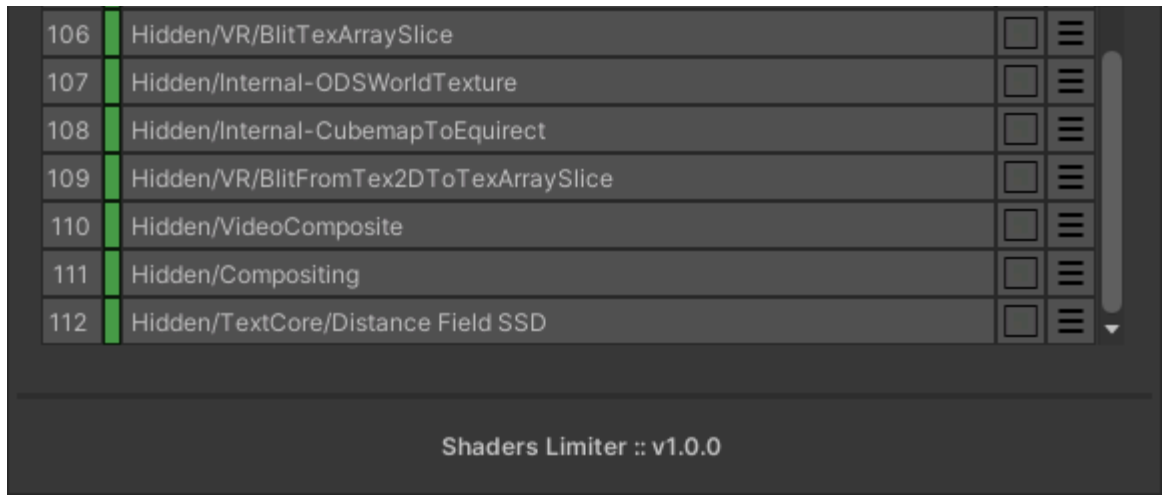 106 Hidden/VR/BlitTexArraySlice
107 Hidden/Internal-ODSWorldTexture
108 Hidden/Internal-CubemapToEquirect
109 Hidden/VR/BlitFromTex2DToTexArraySlice
110 Hidden/VideoComposite
111 Hidden/Compositing
112 Hidden/TextCore/Distance Field SSD
Shaders Limiter :: v1.0.0